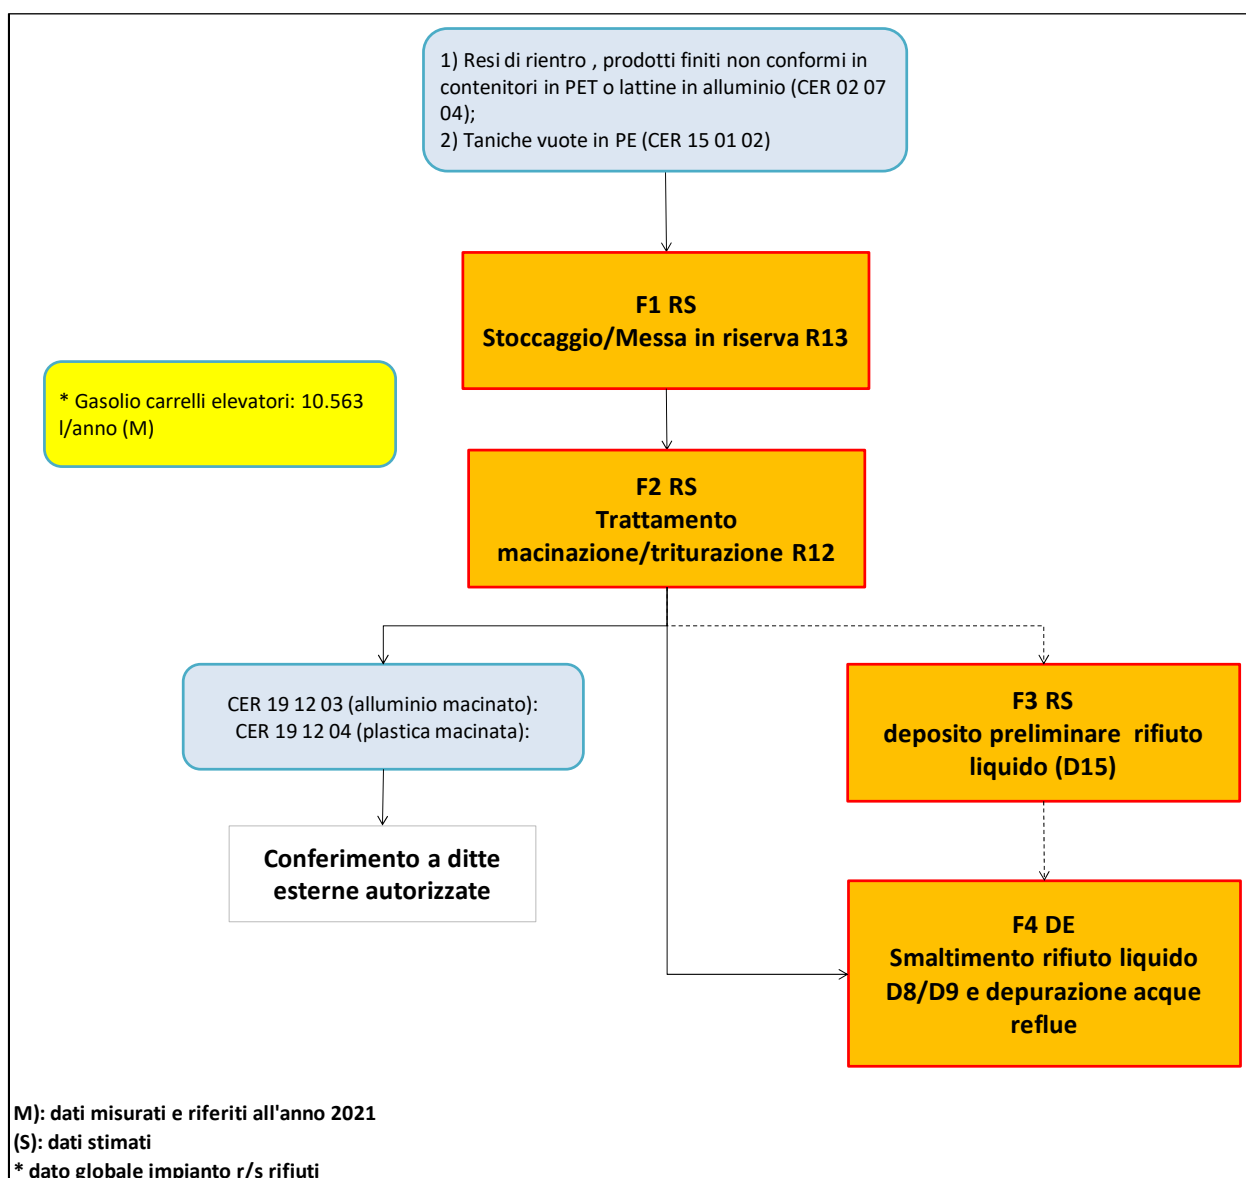 1) Resi di rientro , prodotti finiti non conformi in
contenitori in PET o lattine in alluminio (CER 02 07
04);
2) Taniche vuote in PE (CER 15 01 02)
F1 RS
Stoccaggio/Messa in riserva R13
* Gasolio carrelli elevatori: 10.563
l/anno (M)
F2 RS
Trattamento
macinazione/triturazione R12
CER 19 12 03 (alluminio macinato):
CER 19 12 04 (plastica macinata):
F3 RS
deposito preliminare rifiuto
liquido (D15)
Conferimento a ditte
esterne autorizzate
F4 DE
Smaltimento rifiuto liquido
D8/D9 e depurazione acque
reflue
M): dati misurati e riferiti all'anno 2021
(S): dati stimati
* dato globale impianto r/s rifiuti